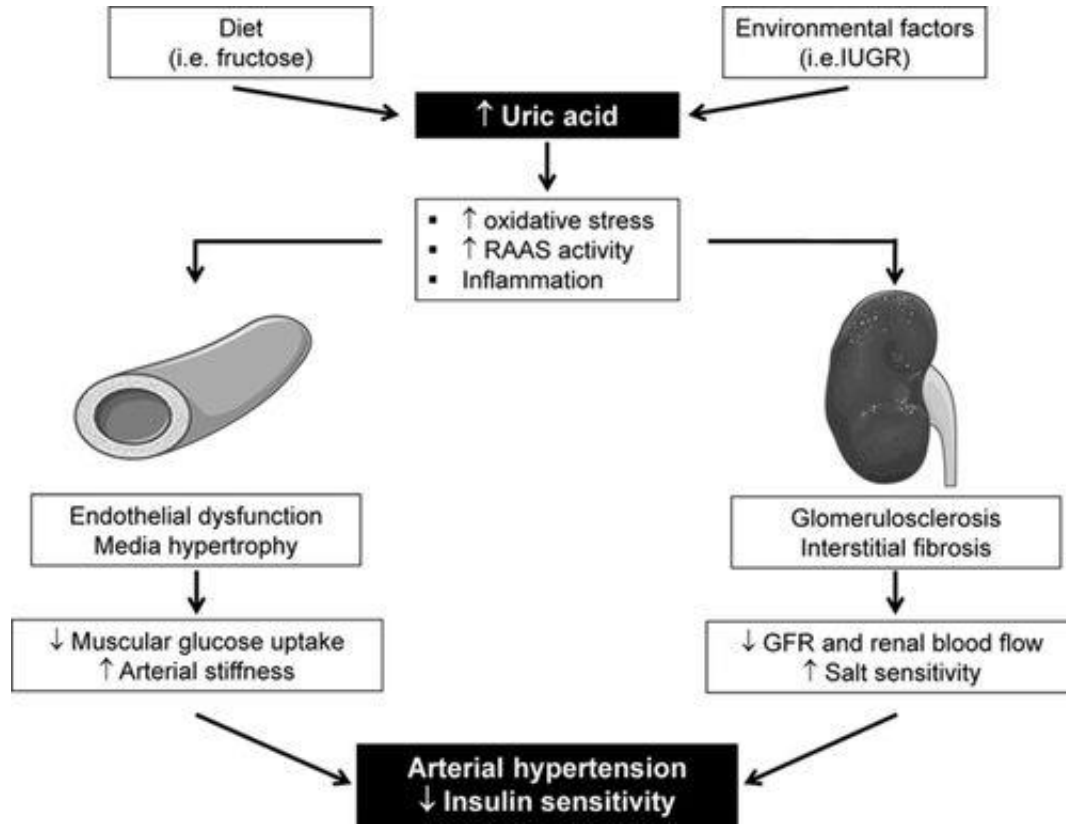 Diet
(i.e. fructose)
Environmental factors
(i.e.IUGR)
↑ Uric acid
▪ ↑ oxidative stress
▪ ↑ RAAS activity
▪ Inflammation
Endothelial dysfunction
Media hypertrophy
Glomerulosclerosis
Interstitial fibrosis
↓ Muscular glucose uptake
↑ Arterial stiffness
↓ GFR and renal blood flow
↑ Salt sensitivity
Arterial hypertension
↓ Insulin sensitivity